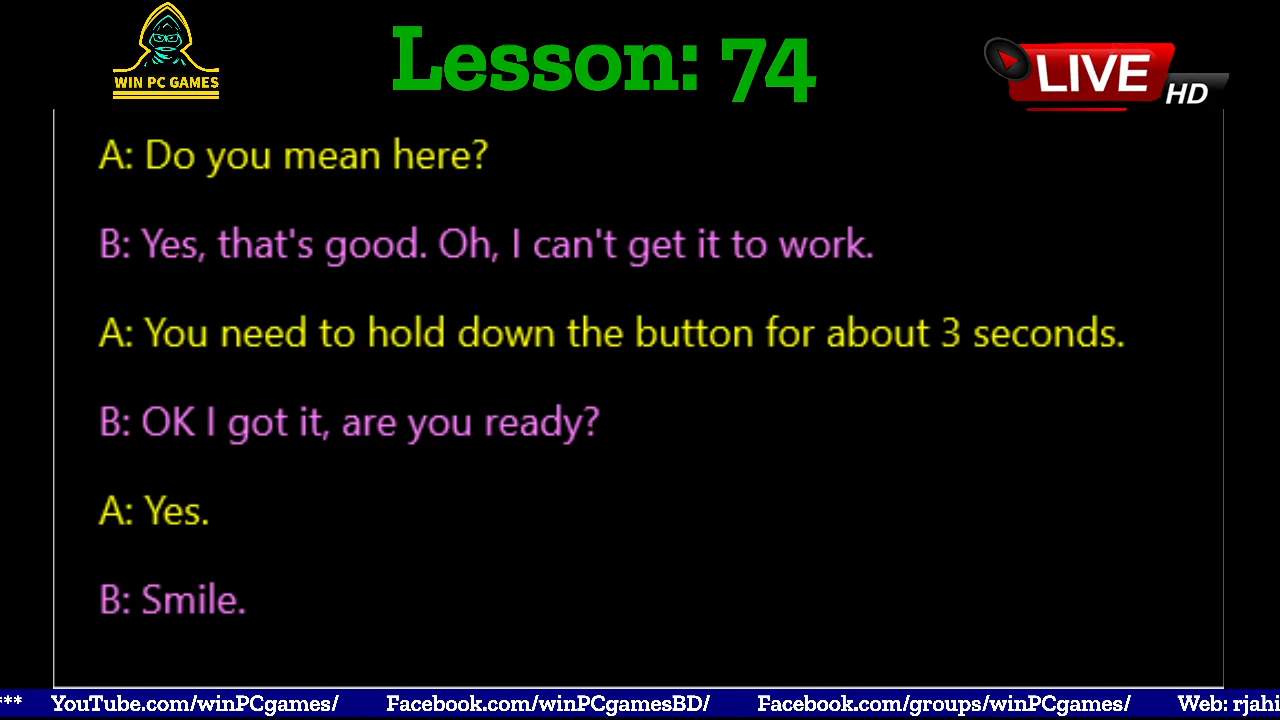 WIN PC GAMES
Lesson: 74
LIVE
HD
A: Do you mean here?
B: Yes, that's good. Oh, I can't get it to work.
A: You need to hold down the button for about 3 seconds.
B: OK I got it, are you ready?
A: Yes.
B: Smile.
*** YouTube.com/winPCgames/ Facebook.com/winPCgamesBD/ Facebook.com/groups/winPCgames/ Web: rjahi